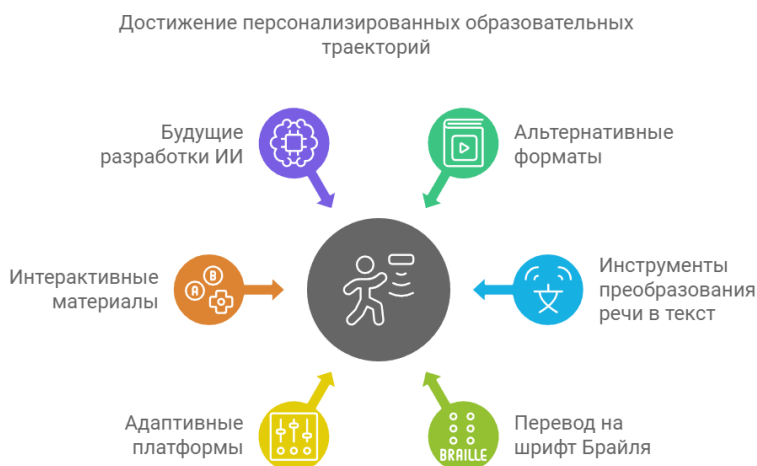 Достижение персонализированных образовательных
траекторий
Будущие
разработки ИИ
Альтернативные
форматы
Интерактивные
материалы
A
B
Инструменты
преобразования
речи в текст
Адаптивные
платформы
BRAILLE
Перевод на
шрифт Брайля